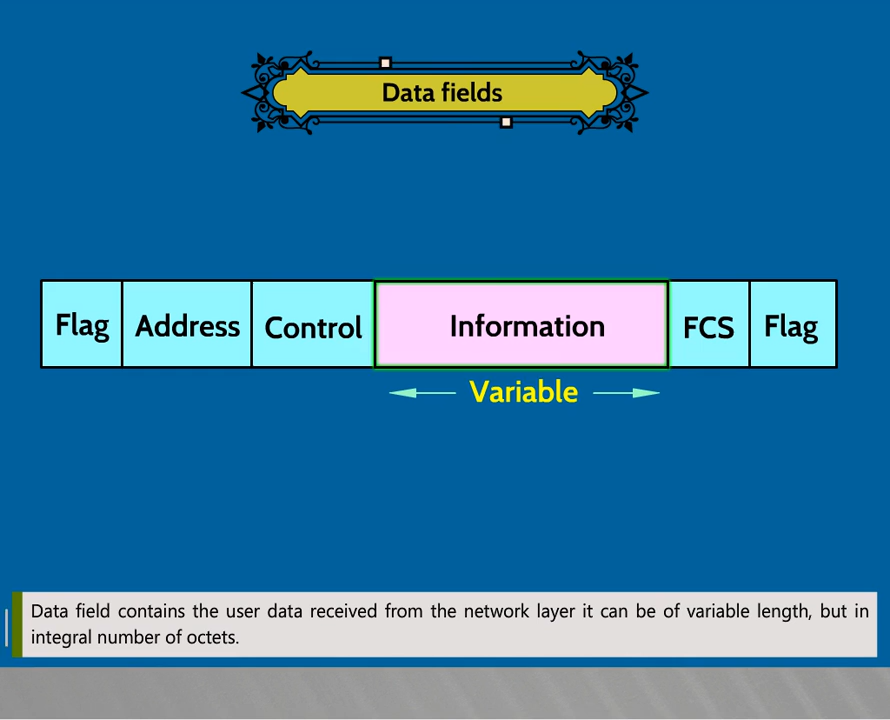 Data fields
Flag Address Control Information FCS Flag
Variable
Data field contains the user data received from the network layer it can be of variable length, but in
integral number of octets.